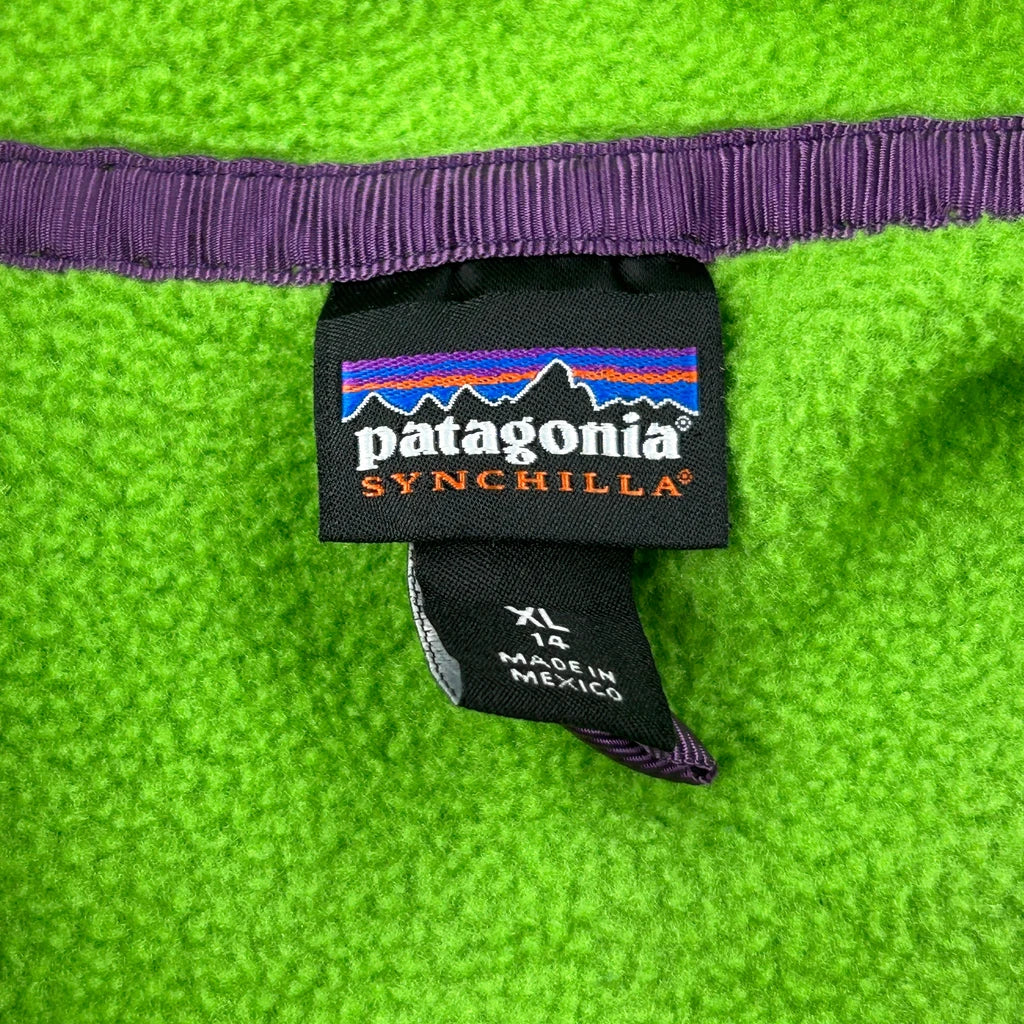 patagonia®
SYNCHILLA®
XL
14
MADE IN
MEXICO